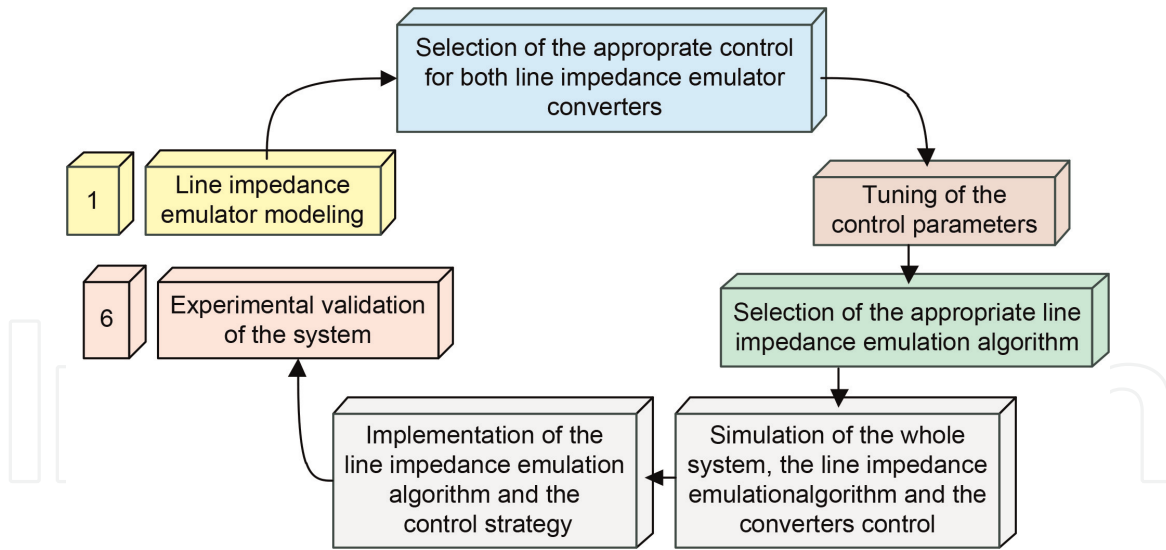 Selection of the approprate control
for both line impedance emulator
converters
1
Line impedance
emulator modeling
Tuning of the
control parameters
6
Experimental validation
of the system
Selection of the appropriate line
impedance emulation algorithm
Implementation of the
line impedance emulation
algorithm and the
control strategy
Simulation of the whole
system, the line impedance
emulationalgorithm and the
converters control